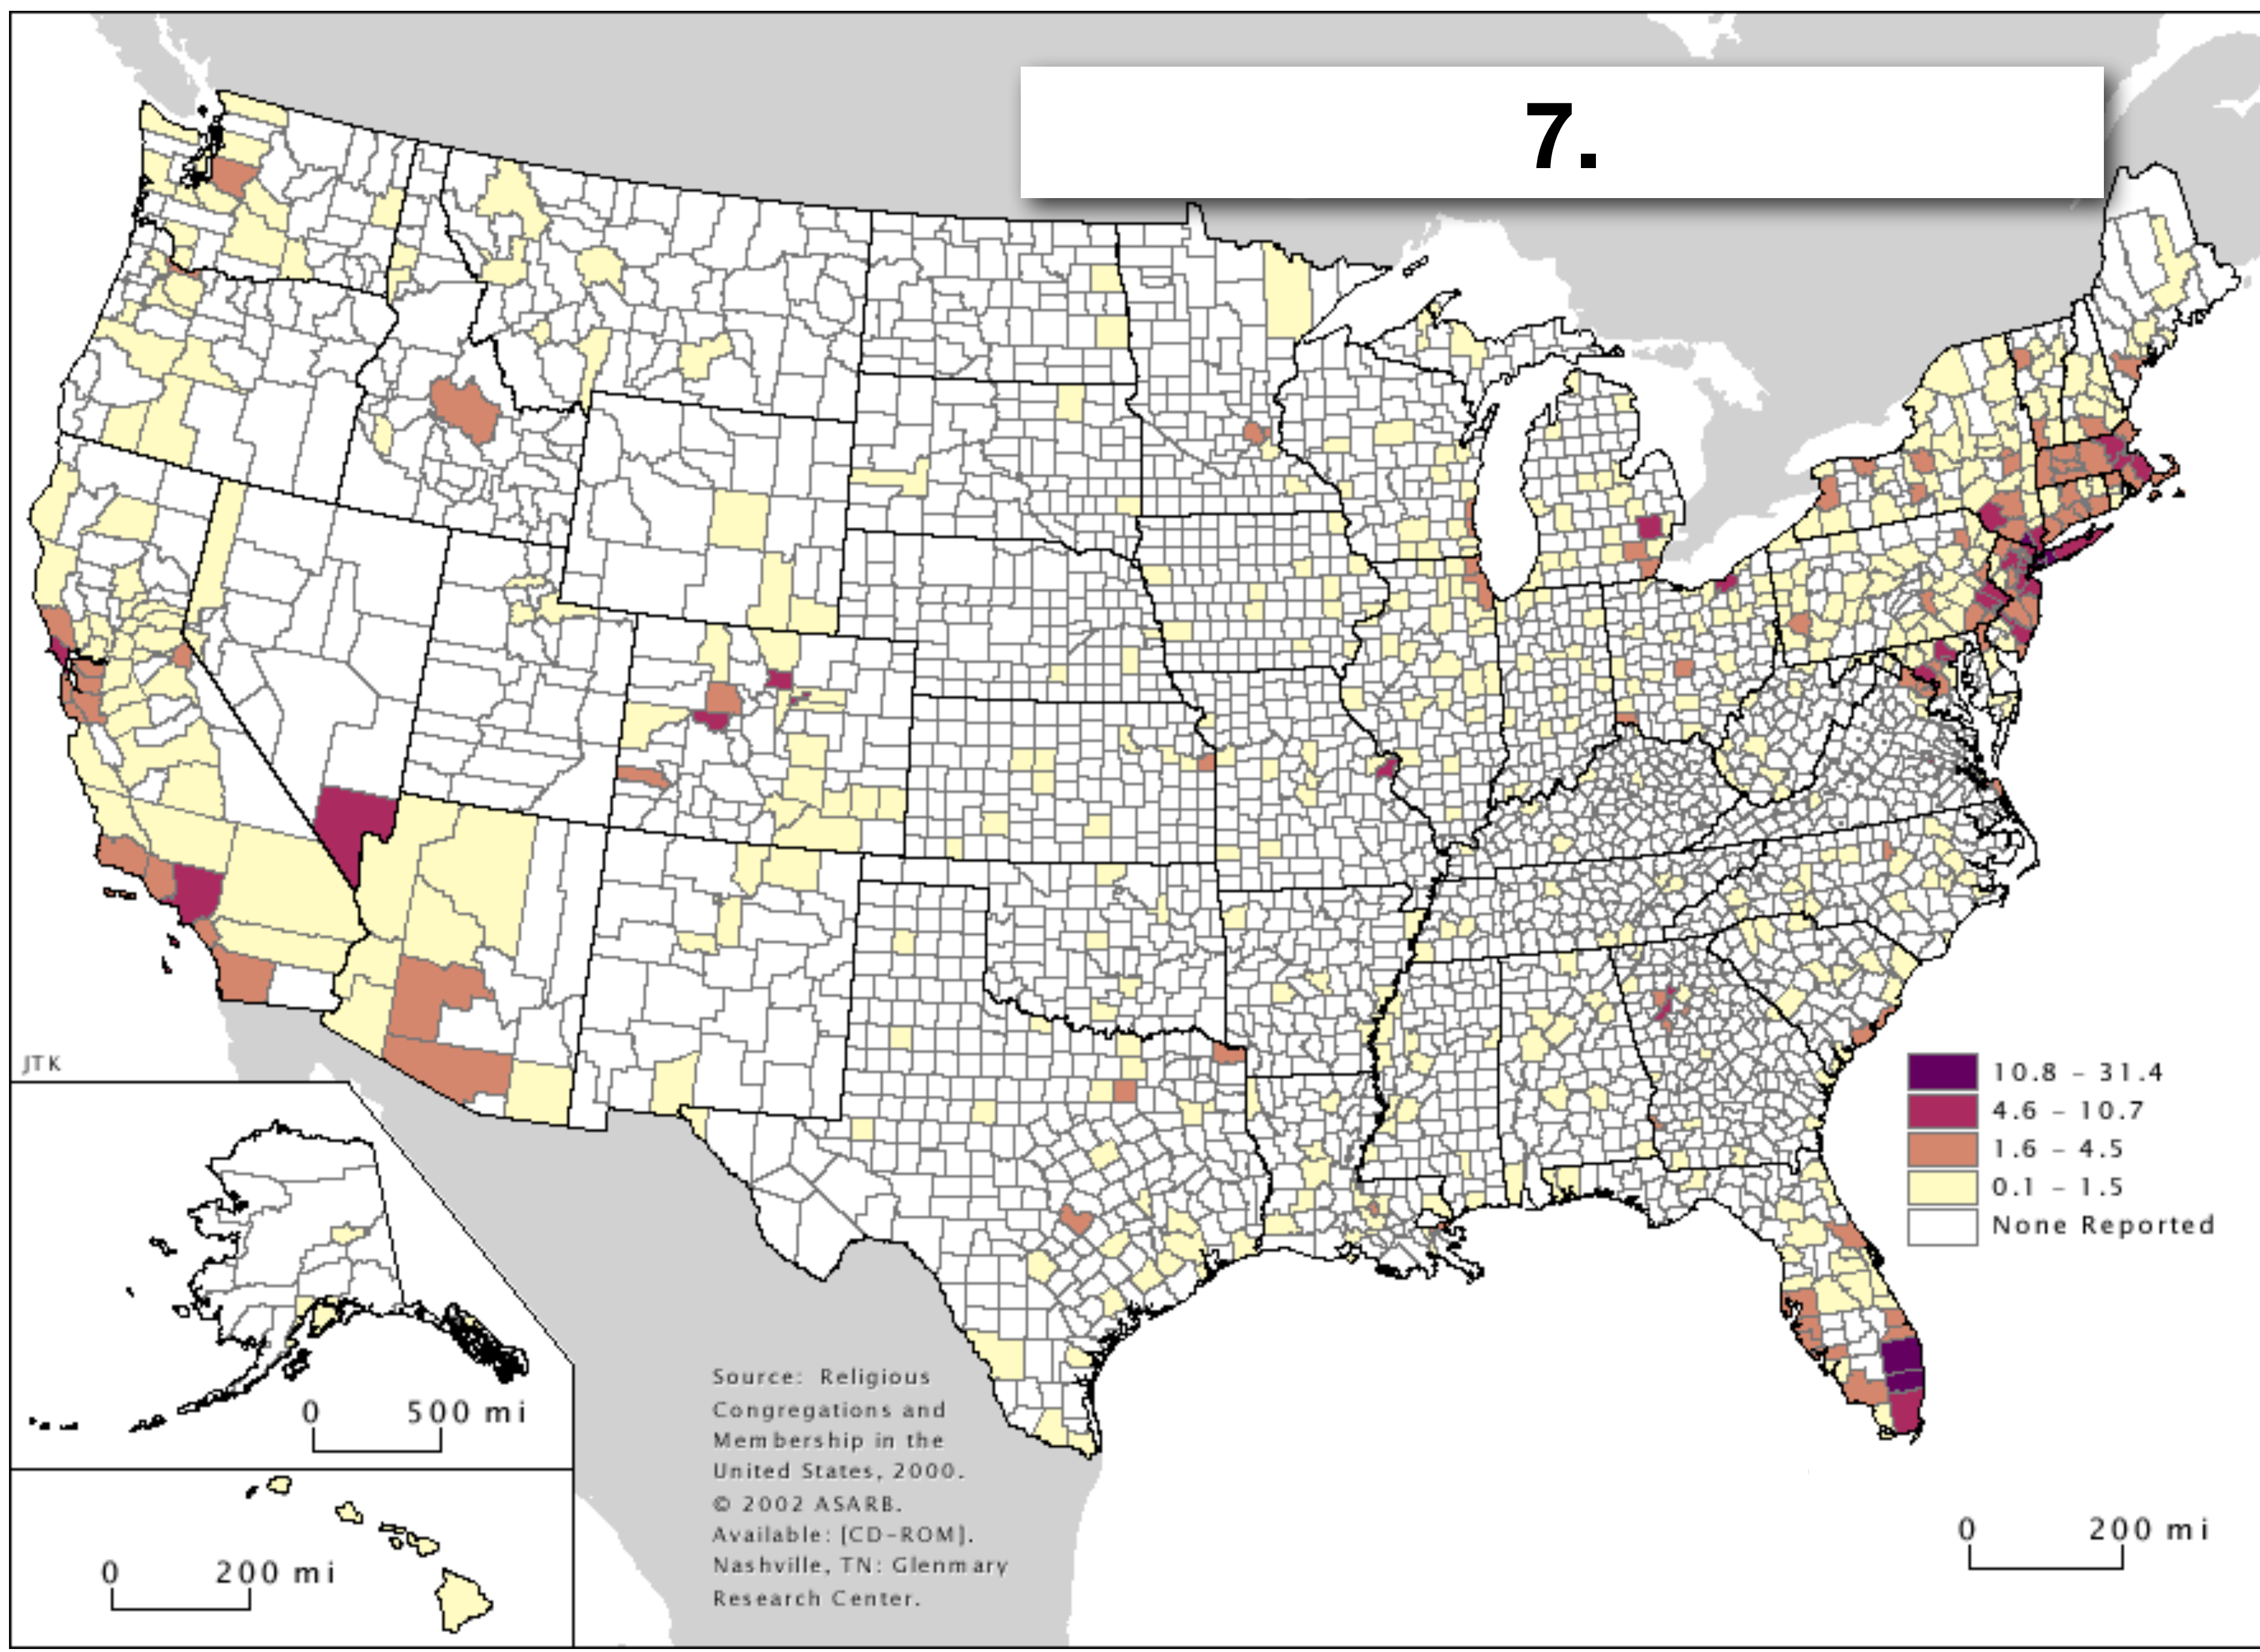 7.
JTK
10.8 – 31.4
4.6 – 10.7
1.6 – 4.5
0.1 – 1.5
None Reported
0 500 mi
0 200 mi
Source: Religious
Congregations and
Membership in the
United States, 2000.
© 2002 ASARB.
Available: [CD-ROM].
Nashville, TN: Glenmary
Research Center.
0 200 mi